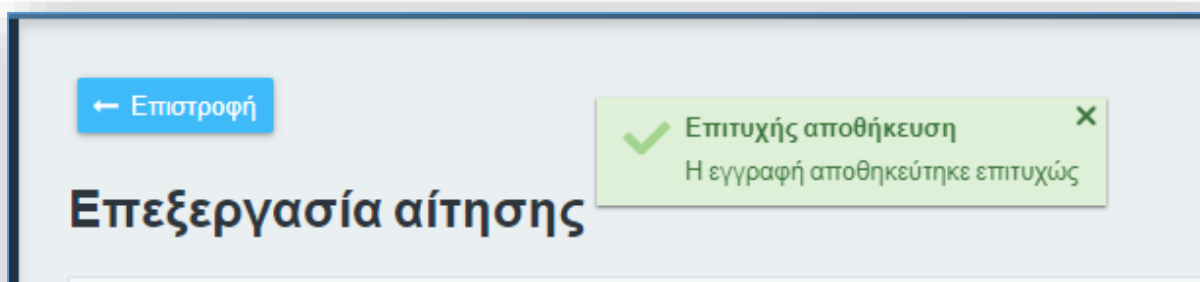 Επιστροφή
Επιτυχής αποθήκευση
Η εγγραφή αποθηκεύτηκε επιτυχώς
Επεξεργασία αίτησης